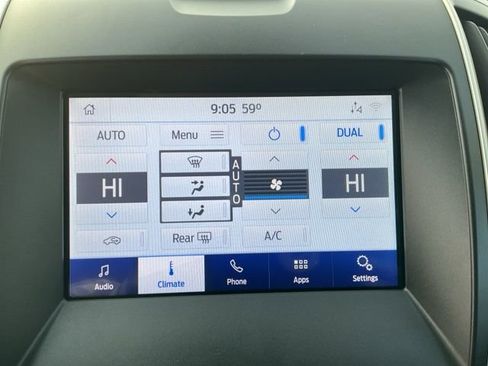 9:05 59°
AUTO Menu DUAL
HI AUTO HI
Rear A/C
Audio Climate Phone Apps Settings